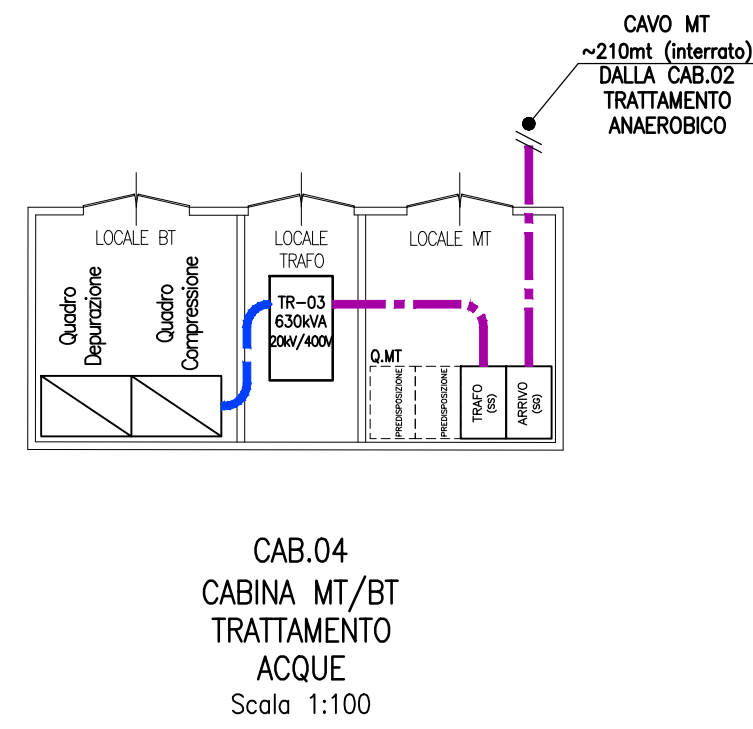 CAVO MT
~210mt (interrato)
DALLA CAB.02
TRATTAMENTO
ANAEROBICO
LOCALE BT
LOCALE
TRAFO
LOCALE MT
Quadro
Depurazione
Quadro
Compressione
TR-03
630kVA
20kV/400V
Q.MT
PREDISPOSIZIONE
PREDISPOSIZIONE
TRAFO
(SS)
ARRIVO
(SG)
CAB.04
CABINA MT/BT
TRATTAMENTO
ACQUE
Scala 1:100